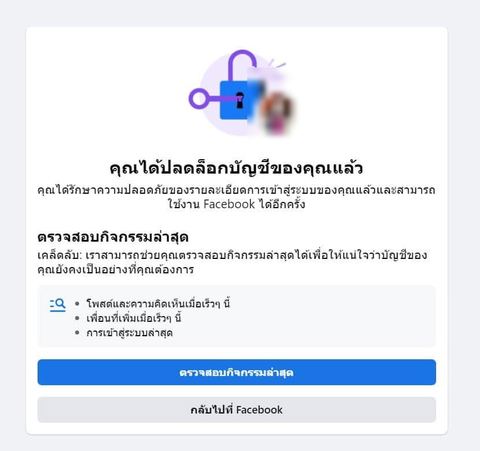 คุณได้ปลดล็อกบัญชีของคุณแล้ว
คุณได้รักษาความปลอดภัยของรายละเอียดการเข้าสู่ระบบของคุณแล้วและสามารถ
ใช้งาน Facebook ได้อีกครั้ง
ตรวจสอบกิจกรรมล่าสุด
เคล็ดลับ: เราสามารถช่วยคุณตรวจสอบกิจกรรมล่าสุดได้เพื่อให้แน่ใจว่าบัญชีของ
คุณยังคงเป็นอย่างที่คุณต้องการ
โพสต์และความคิดเห็นเมื่อเร็วๆ นี้
เพื่อนที่เพิ่มเมื่อเร็วๆ นี้
การเข้าสู่ระบบล่าสุด
ตรวจสอบกิจกรรมล่าสุด
กลับไปที่ Facebook